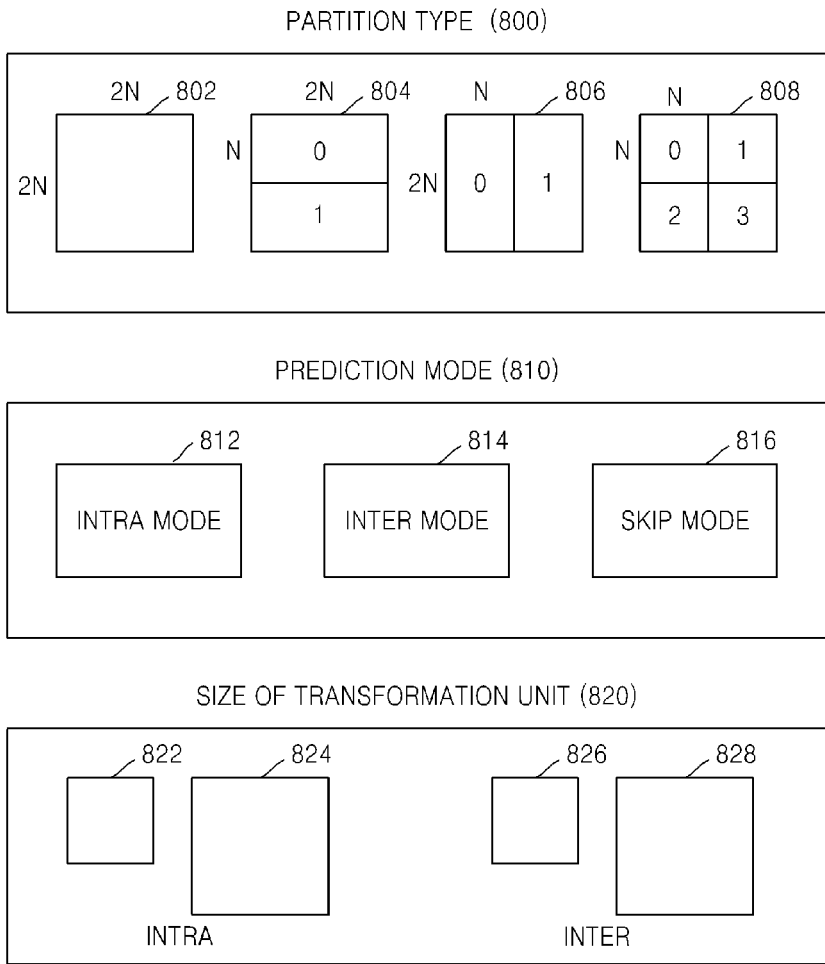 PARTITION TYPE (800)
2N 802 2N 804 N 806 N 808
2N N 0 1 2N 0 1 N 0 1 2 3
PREDICTION MODE (810)
812 814 816
INTRA MODE INTER MODE SKIP MODE
SIZE OF TRANSFORMATION UNIT (820)
822 824 826 828
INTRA INTER